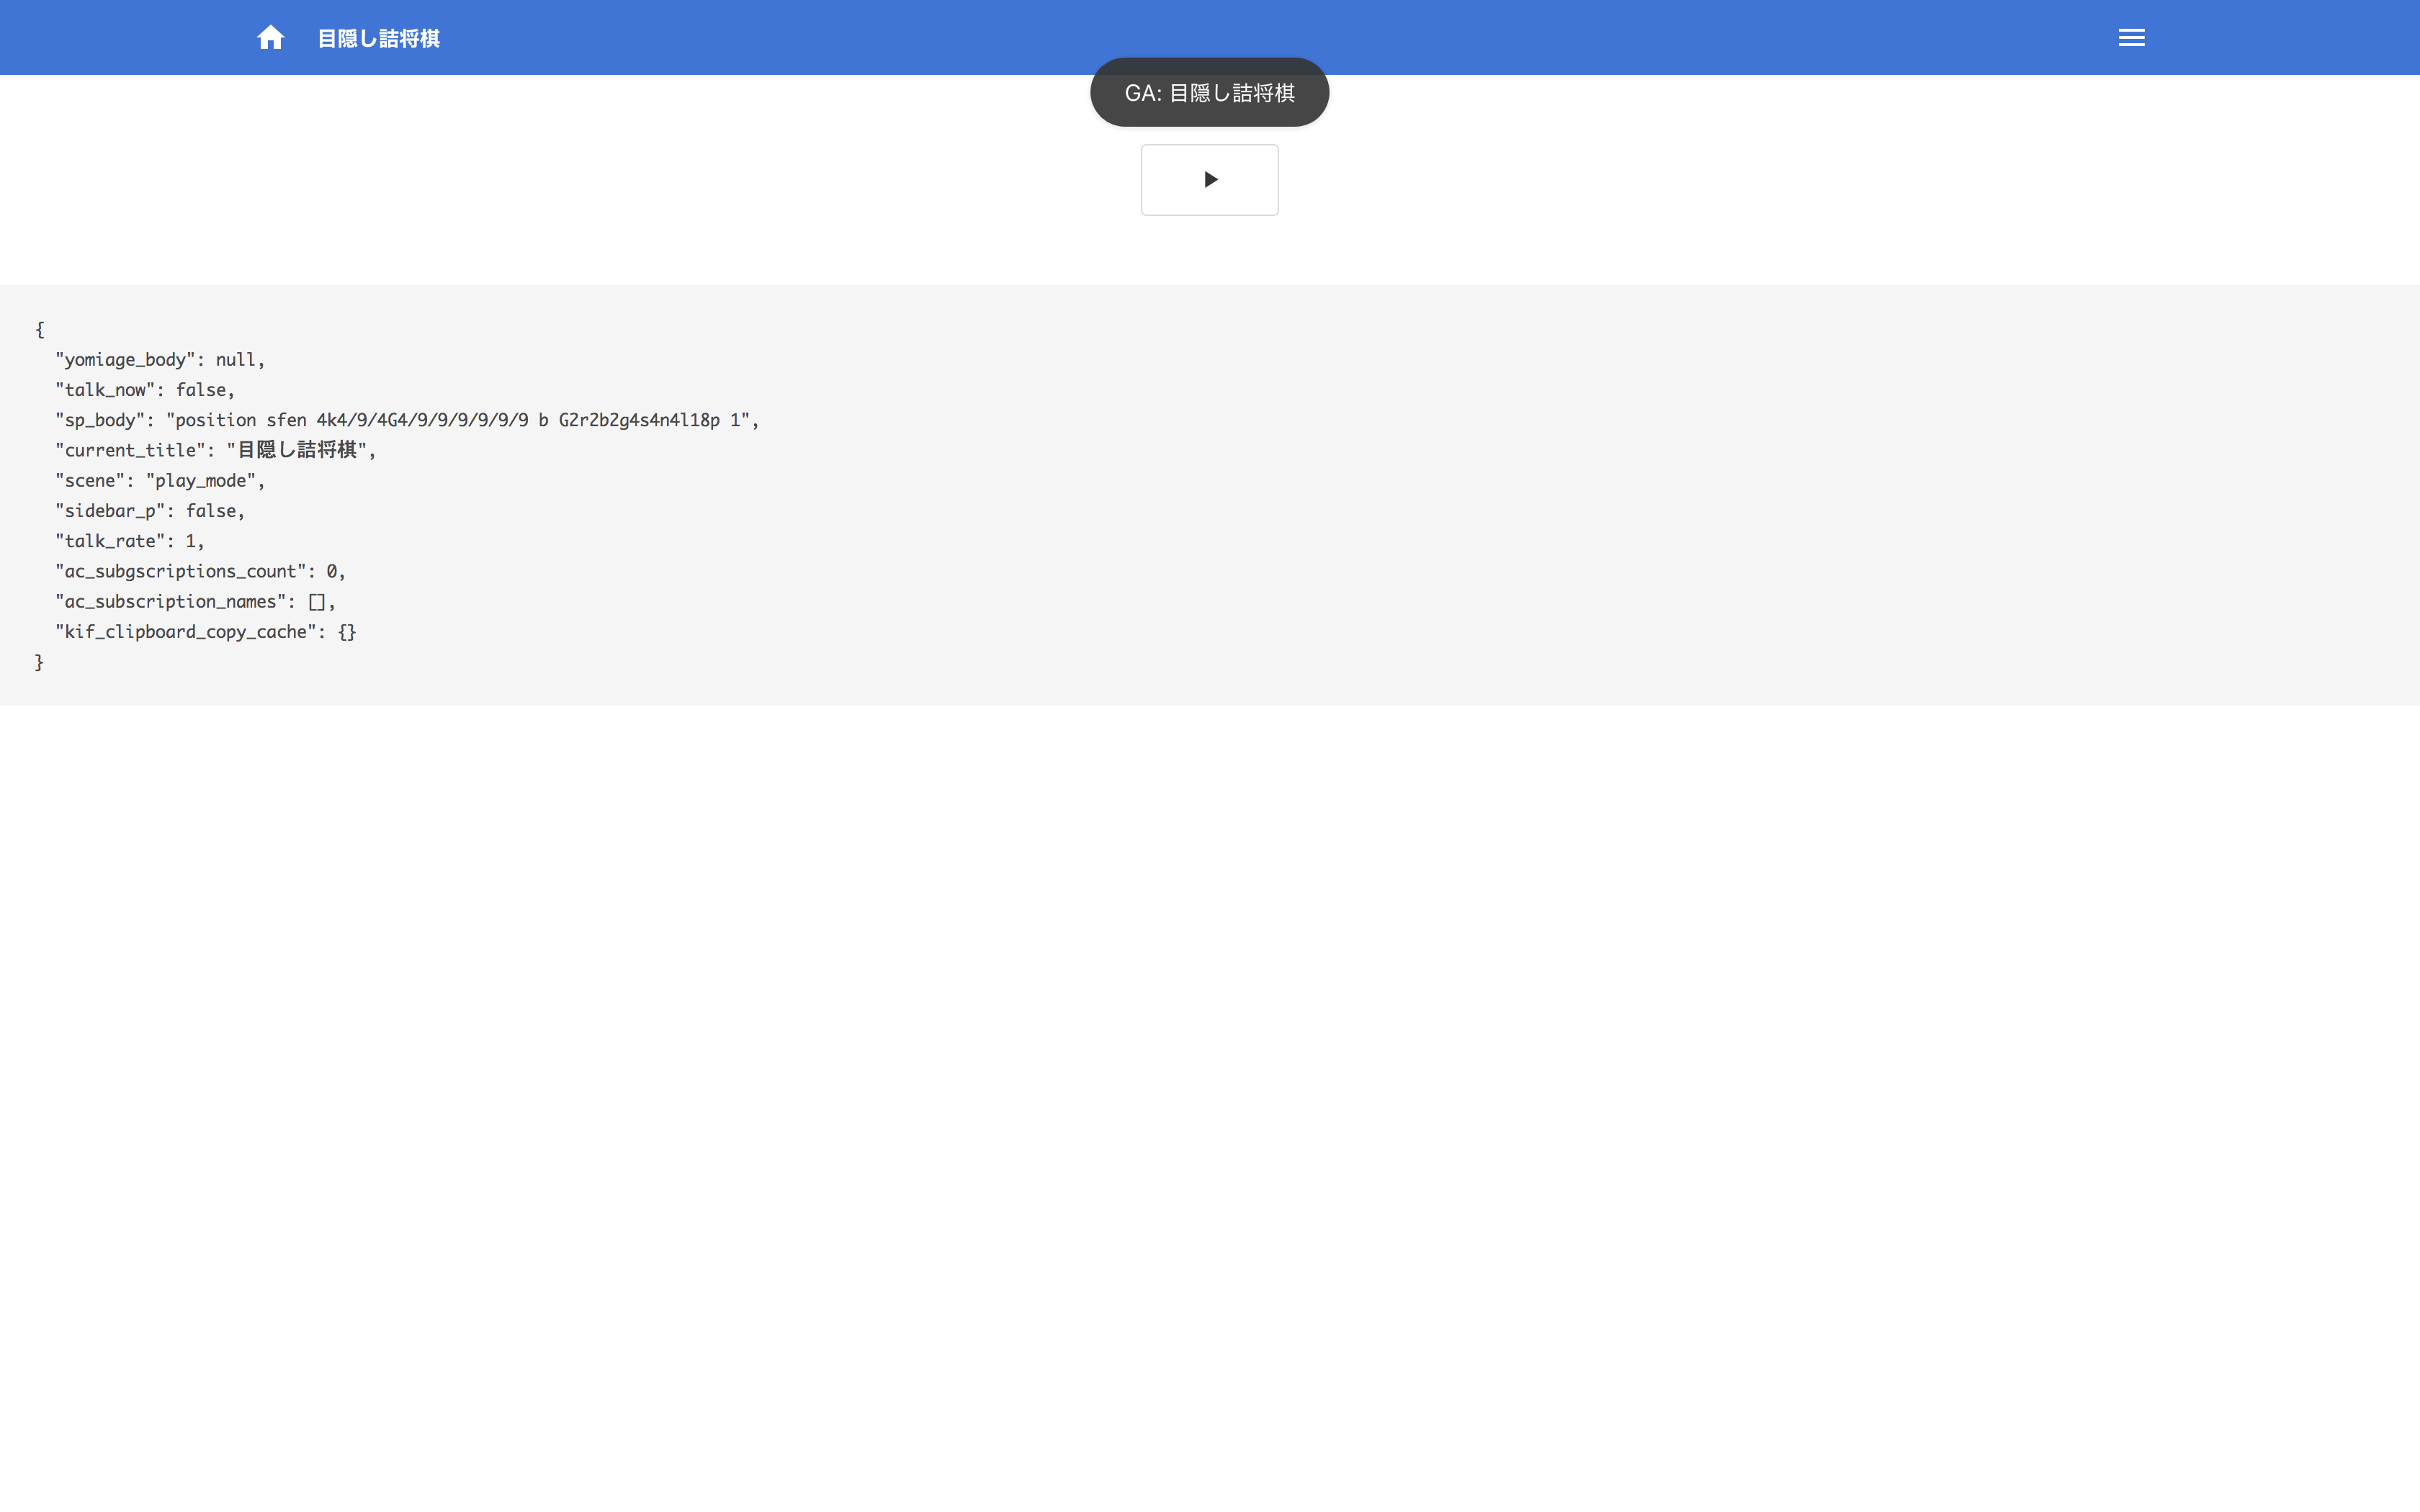 目隠し詰将棋
GA: 目隠し詰将棋
{
  "yomiage_body": null,
  "talk_now": false,
  "sp_body": "position sfen 4k4/9/4G4/9/9/9/9/9/9 b G2r2b2g4s4n4l18p 1",
  "current_title": "目隠し詰将棋",
  "scene": "play_mode",
  "sidebar_p": false,
  "talk_rate": 1,
  "ac_subgscriptions_count": 0,
  "ac_subscription_names": [],
  "kif_clipboard_copy_cache": {}
}